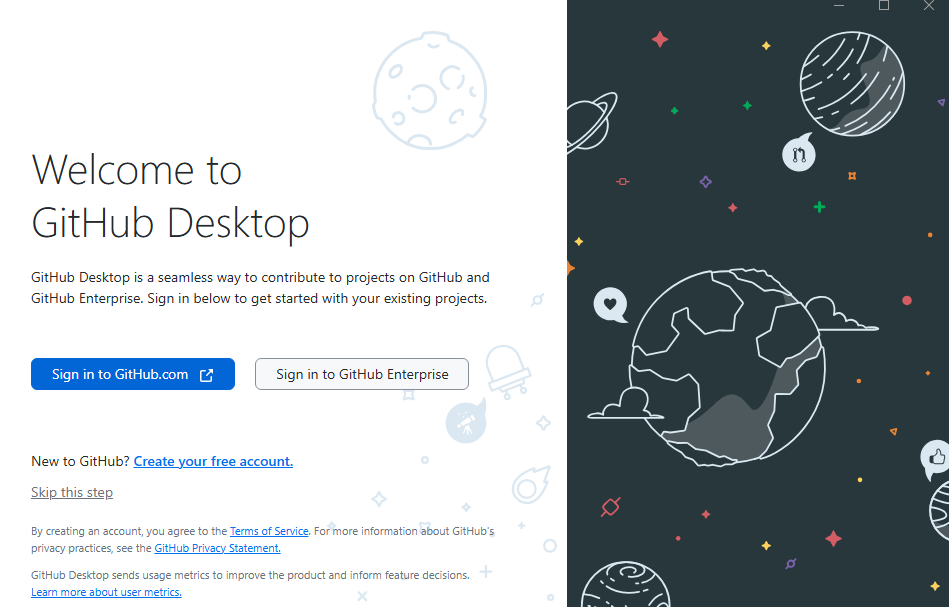 Welcome to
GitHub Desktop
GitHub Desktop is a seamless way to contribute to projects on GitHub and
GitHub Enterprise. Sign in below to get started with your existing projects.
Sign in to GitHub.com
Sign in to GitHub Enterprise
New to GitHub? Create your free account.
Skip this step
By creating an account, you agree to the Terms of Service. For more information about GitHub's
privacy practices, see the GitHub Privacy Statement.
GitHub Desktop sends usage metrics to improve the product and inform feature decisions.
Learn more about user metrics.